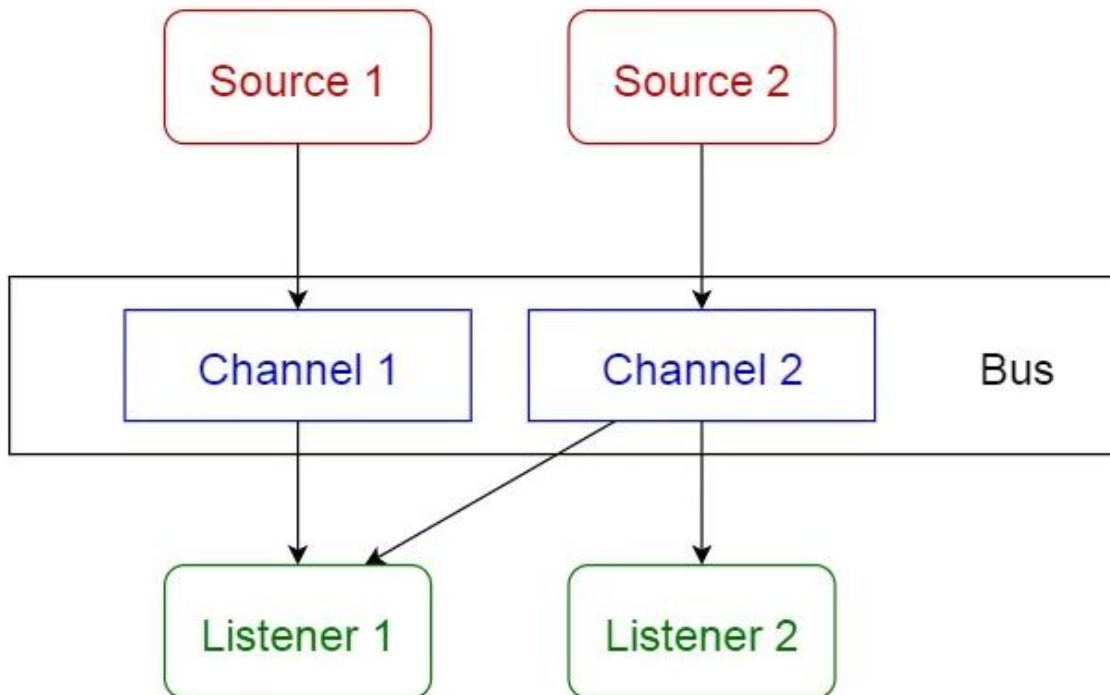 Source 1
Source 2
Channel 1
Channel 2
Bus
Listener 1
Listener 2